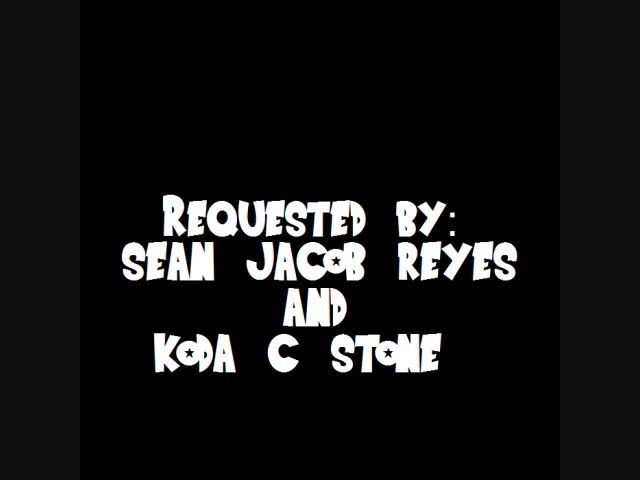 REQUESTED BY:
SEAN JACOB REYES
AND
KODA C STONE